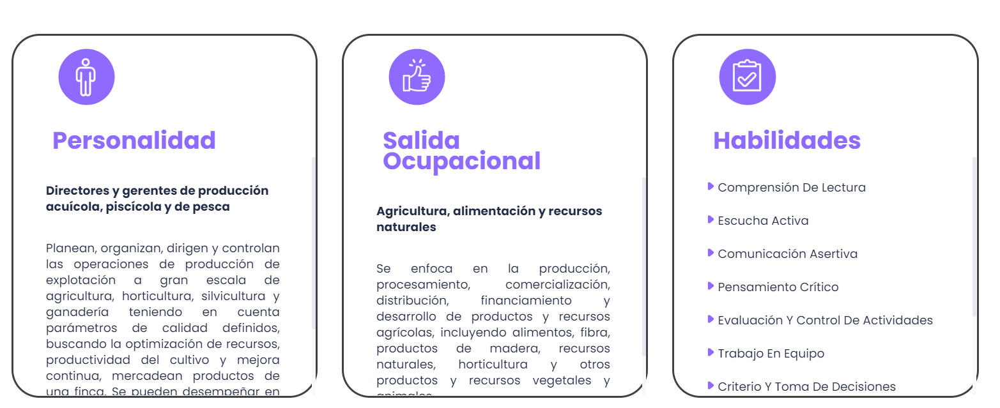 Personalidad
Directores y gerentes de producción
acuícola, piscícola y de pesca
Planean, organizan, dirigen y controlan
las operaciones de producción de
explotación a gran escala de
agricultura, horticultura, silvicultura y
ganadería teniendo en cuenta
parámetros de calidad definidos,
buscando la optimización de recursos,
productividad del cultivo y mejora
continua, mercadean productos de
una finca. Se pueden desempeñar en
Salida
Ocupacional
Agricultura, alimentación y recursos
naturales
Se enfoca en la producción,
procesamiento, comercialización,
distribución, financiamiento y
desarrollo de productos y recursos
agrícolas, incluyendo alimentos, fibra,
productos de madera, recursos
naturales, horticultura y otros
productos y recursos vegetales y
animales.
Habilidades
Comprensión De Lectura
Escucha Activa
Comunicación Asertiva
Pensamiento Crítico
Evaluación Y Control De Actividades
Trabajo En Equipo
Criterio Y Toma De Decisiones